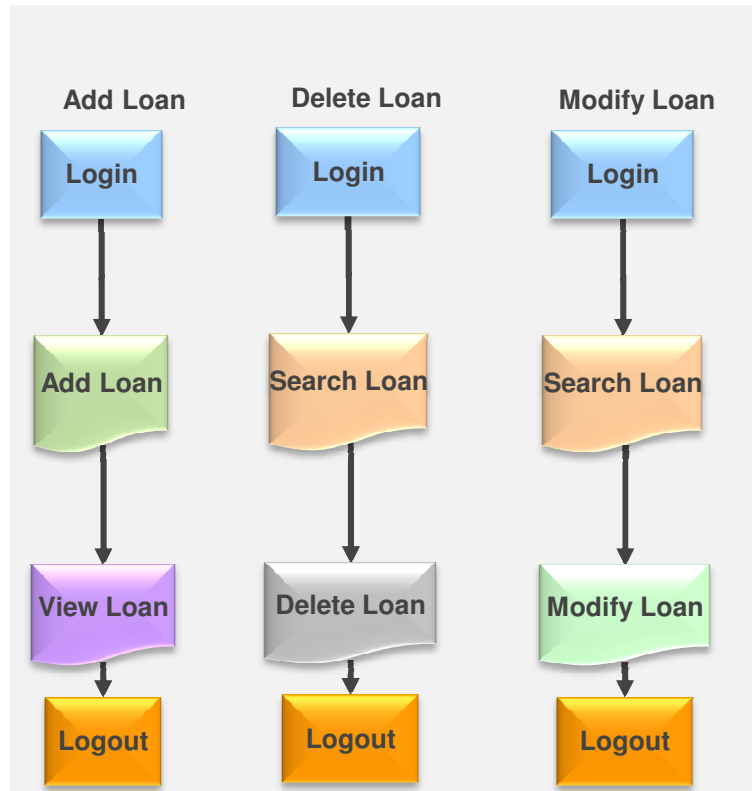 Add Loan
Delete Loan
Modify Loan
Login
Login
Login
Add Loan
Search Loan
Search Loan
View Loan
Delete Loan
Modify Loan
Logout
Logout
Logout